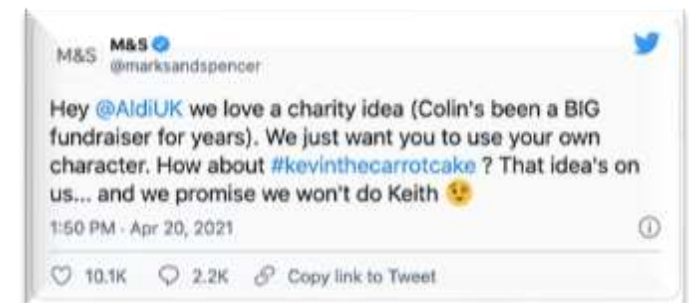 M&S
M&S
@marksandspencer
Hey @AldiUK we love a charity idea (Colin's been a BIG
fundraiser for years). We just want you to use your own
character. How about #kevinthecarrotcake ? That idea's on
us... and we promise we won't do Keith 😉
1:50 PM · Apr 20, 2021
10.1K 2.2K Copy link to Tweet